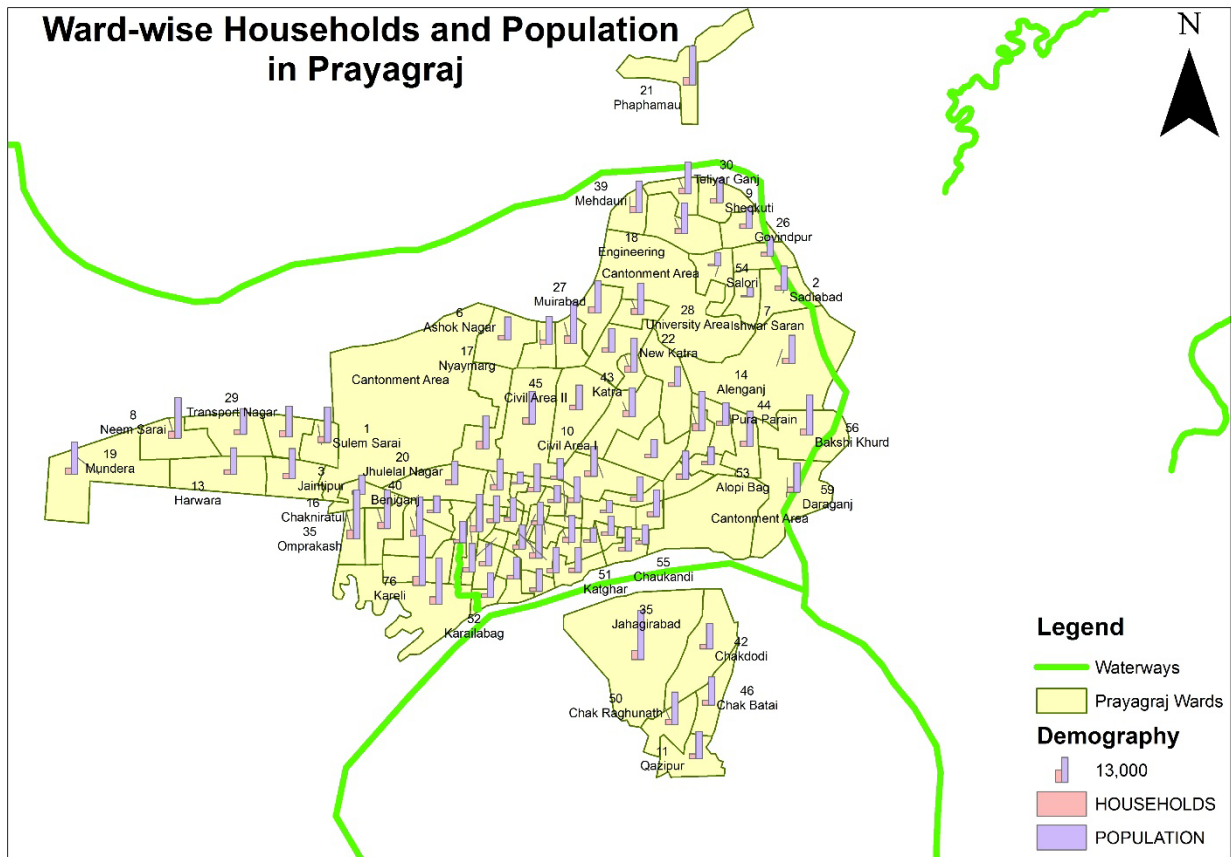 Ward-wise Households and Population
in Prayagraj
N
21
Phaphamau
30
Teliyar Ganj
39
Mehdauri
9
Sheqkuti
26
Govindpur
18
Engineering
Cantonment Area
54
Salori
2
Sadiabad
27
Muirabad
28
University Area
7
Ishwar Saran
6
Ashok Nagar
17
Nyaymarg
22
New Katra
Cantonment Area
45
Civil Area II
43
Katra
14
Alenganj
29
Transport Nagar
8
Neem Sarai
44
Pura Parain
56
Bakshi Khurd
1
Sulem Sarai
10
Civil Area I
19
Mundera
13
Harwara
3
Jaintipur
20
Jhulelal Nagar
40
Beniganj
53
Alopi Bag
59
Daraganj
16
Chakniratul
35
Omprakash
Cantonment Area
55
Chaukandi
51
Katghar
76
Kareli
52
Karailabag
35
Jahagirabad
42
Chakdodi
50
Chak Raghunath
46
Chak Batai
11
Qazipur
Legend
Waterways
Prayagraj Wards
Demography
13,000
HOUSEHOLDS
POPULATION